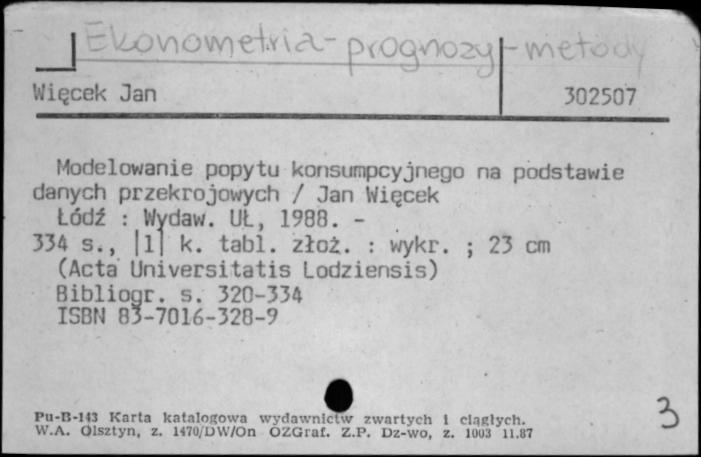 Ekonometria - prognozy - metody
Więcek Jan 302507
Modelowanie popytu konsumpcyjnego na podstawie
danych przekrojowych / Jan Więcek
Łódź : Wydaw. UŁ, 1988. -
334 s., |1| k. tabl. złoż. : wykr. ; 23 cm
(Acta Universitatis Lodziensis)
Bibliogr. s. 320-334
ISBN 83-7016-328-9
Pu-B-143 Karta katalogowa wydawnictw zwartych i ciągłych.
W.A. Olsztyn, z. 1470/DW/On OZGraf. Z.P. Dz-wo, z. 1003 11.87
3